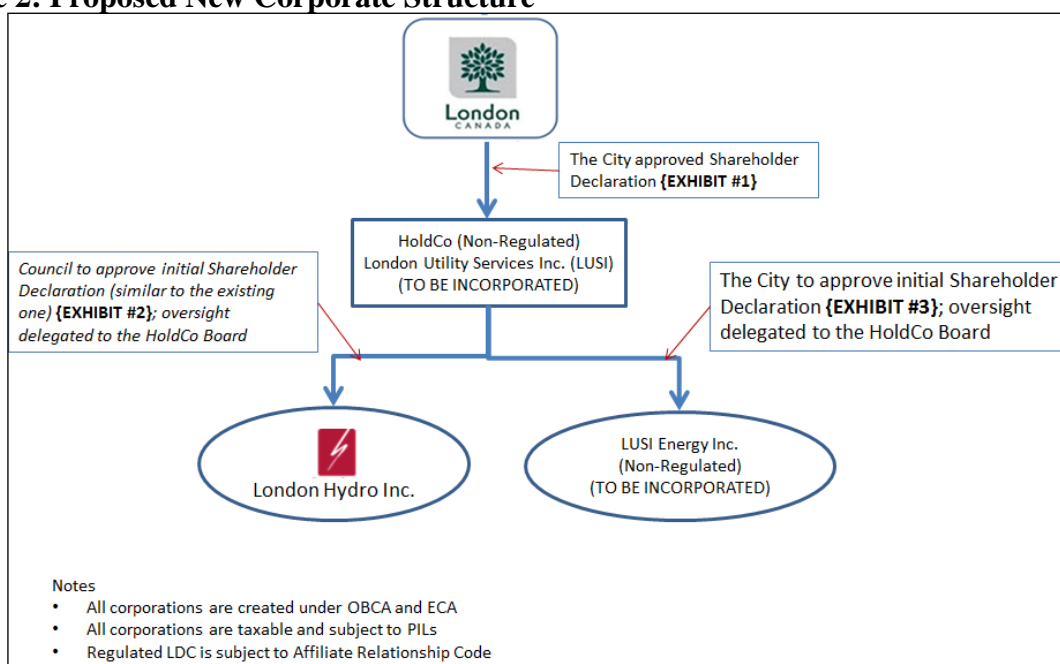 2: Proposed New Corporate Structure
London
CANADA
The City approved Shareholder
Declaration {EXHIBIT #1}
HoldCo (Non-Regulated)
London Utility Services Inc. (LUSI)
(TO BE INCORPORATED)
Council to approve initial Shareholder
Declaration (similar to the existing
one) {EXHIBIT #2}; oversight
delegated to the HoldCo Board
The City to approve initial Shareholder
Declaration {EXHIBIT #3}; oversight
delegated to the HoldCo Board
London Hydro Inc.
LUSI Energy Inc.
(Non-Regulated)
(TO BE INCORPORATED)
Notes
• All corporations are created under OBCA and ECA
• All corporations are taxable and subject to PILs
• Regulated LDC is subject to Affiliate Relationship Code